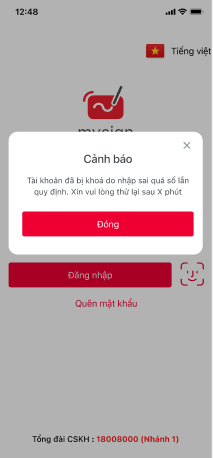 12:48
Tiếng việt
mysign
Cảnh báo
Tài khoản đã bị khoá do nhập sai quá số lần
quy định. Xin vui lòng thử lại sau X phút
Đóng
Đăng nhập
Quên mật khẩu
Tổng đài CSKH : 18008000 (Nhánh 1)